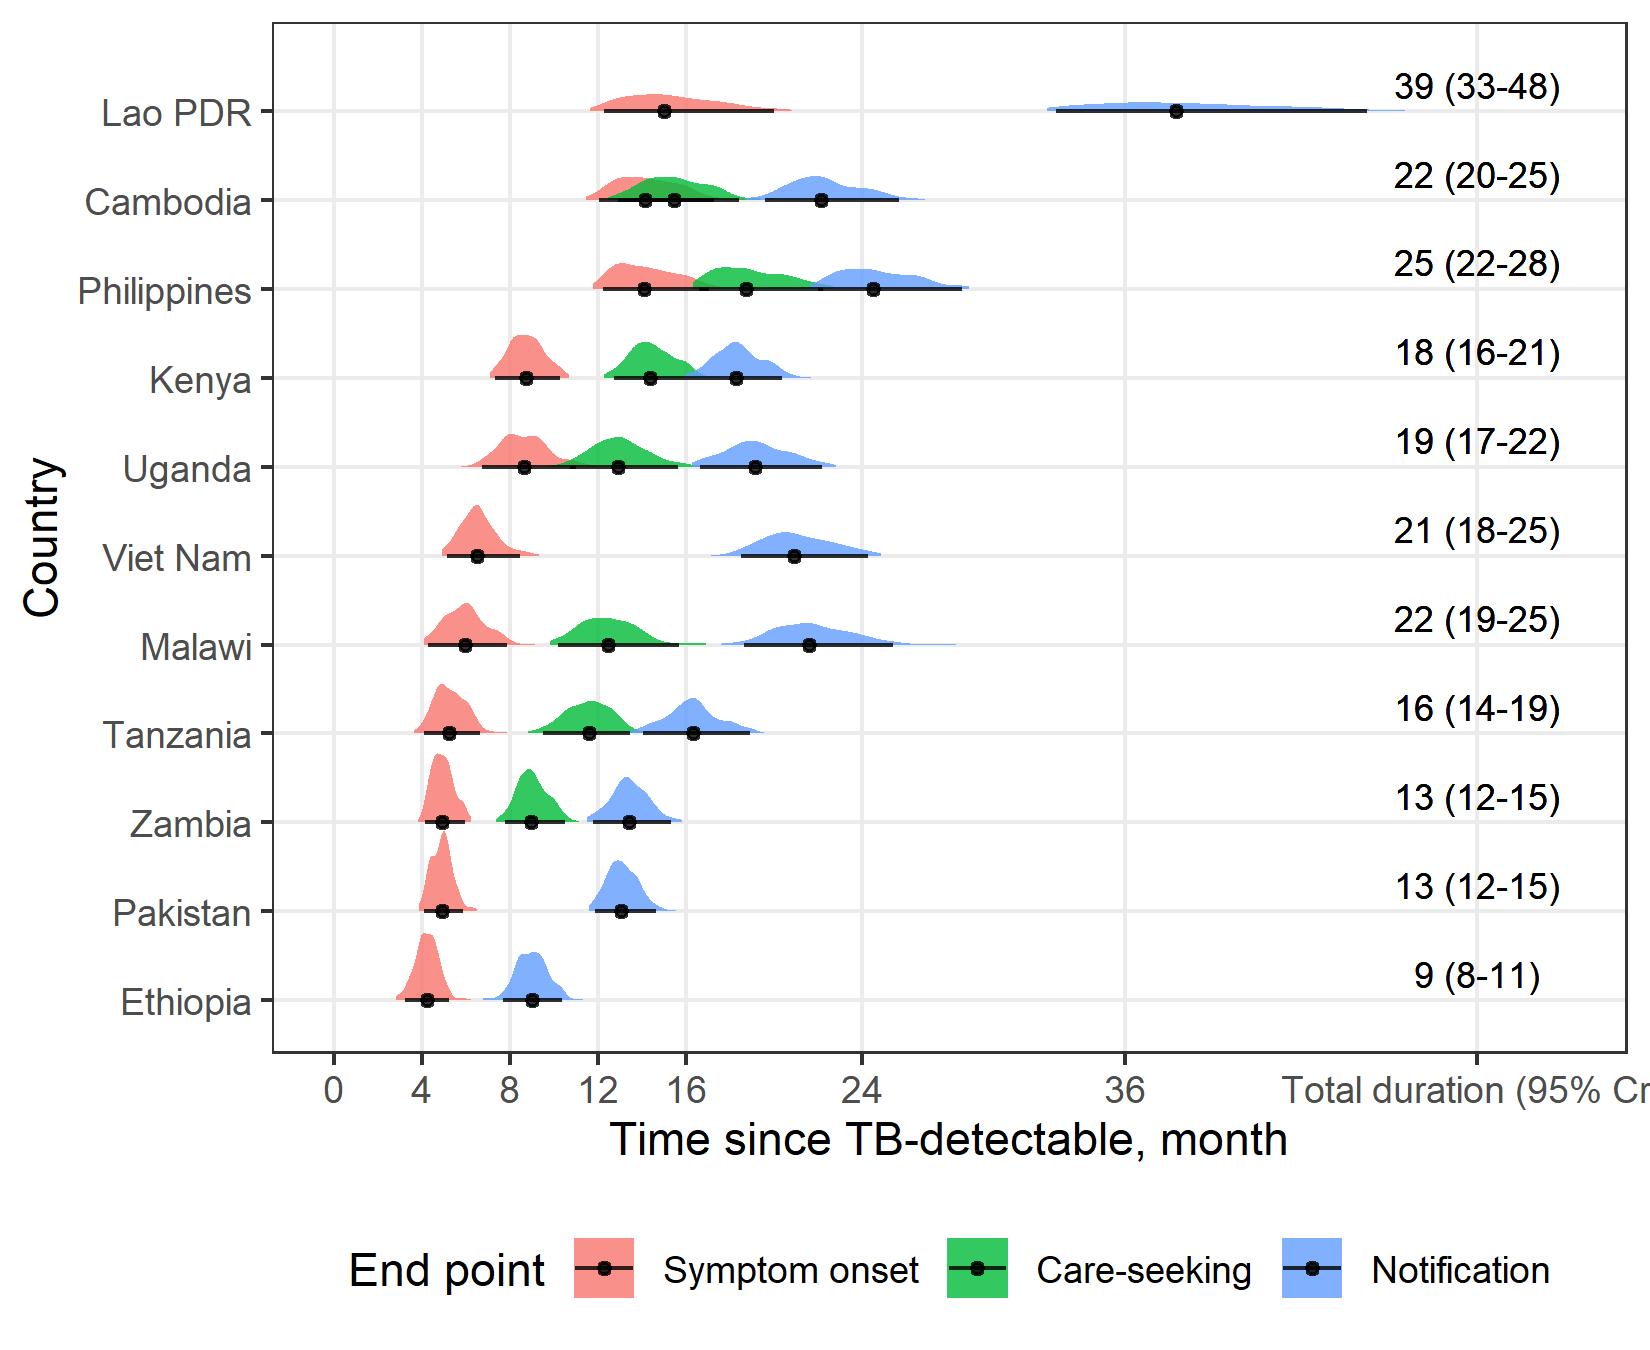 Lao PDR 39 (33-48)
Cambodia 22 (20-25)
Philippines 25 (22-28)
Kenya 18 (16-21)
Uganda 19 (17-22)
Viet Nam 21 (18-25)
Malawi 22 (19-25)
Tanzania 16 (14-19)
Zambia 13 (12-15)
Pakistan 13 (12-15)
Ethiopia 9 (8-11)
Country
0 4 8 12 16 24 36 Total duration (95% Cr
Time since TB-detectable, month
End point Symptom onset Care-seeking Notification